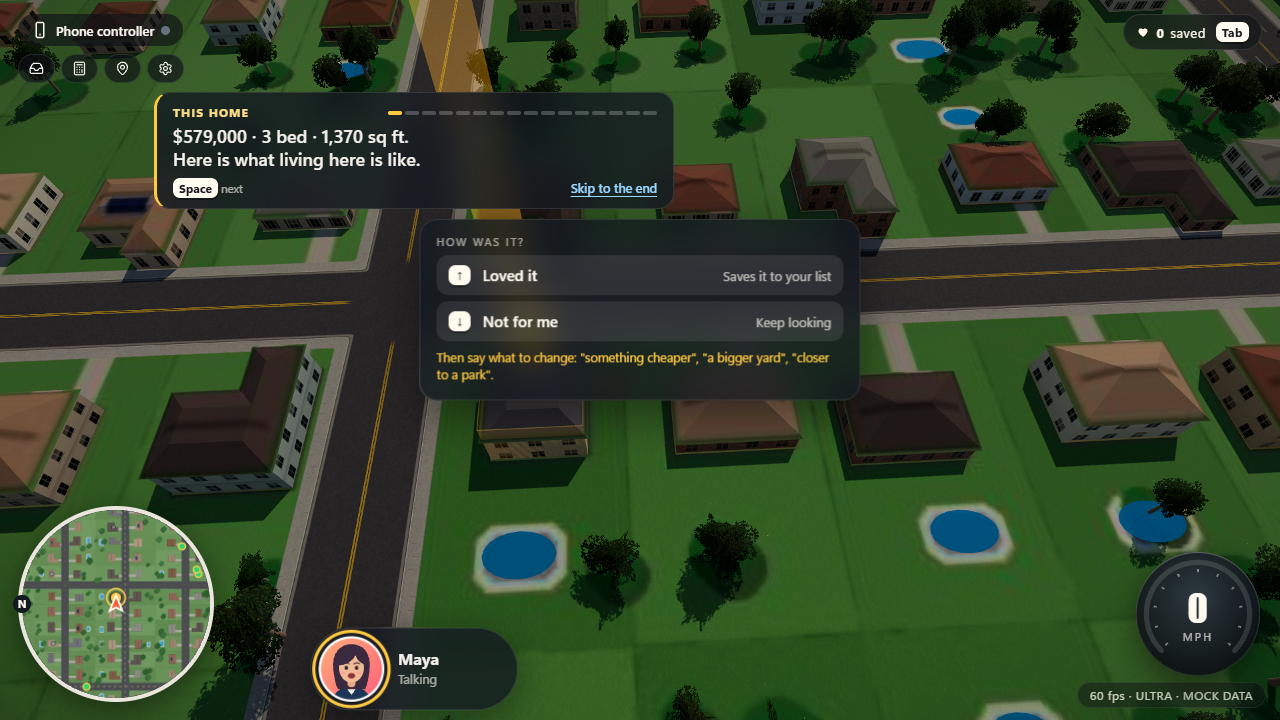 Phone controller
0 saved Tab
THIS HOME
$579,000 · 3 bed · 1,370 sq ft.
Here is what living here is like.
Space next
Skip to the end
HOW WAS IT?
↑ Loved it
Saves it to your list
↓ Not for me
Keep looking
Then say what to change: "something cheaper", "a bigger yard", "closer
to a park".
N
Maya
Talking
0
MPH
60 fps · ULTRA · MOCK DATA